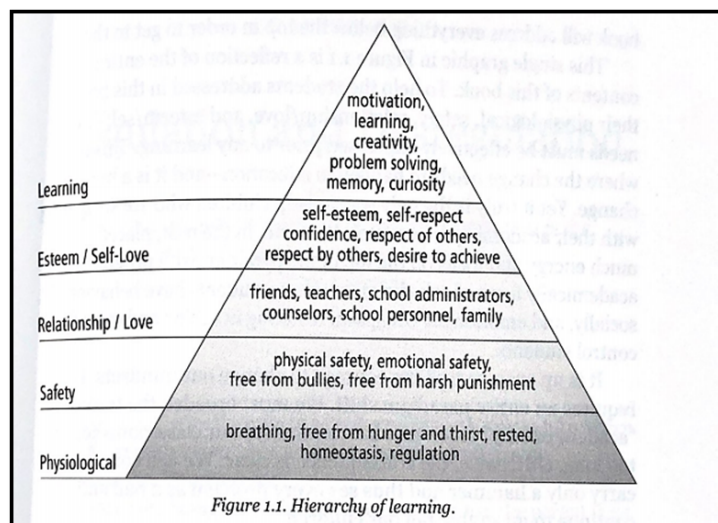 motivation,
learning,
creativity,
problem solving,
memory, curiosity
Learning
self-esteem, self-respect
confidence, respect of others,
respect by others, desire to achieve
Esteem / Self-Love
friends, teachers, school administrators,
counselors, school personnel, family
Relationship / Love
physical safety, emotional safety,
free from bullies, free from harsh punishment
Safety
breathing, free from hunger and thirst, rested,
homeostasis, regulation
Physiological
Figure 1.1. Hierarchy of learning.